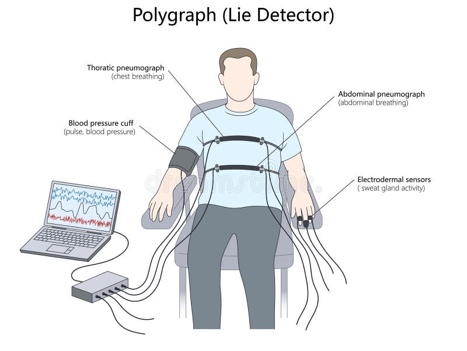 Polygraph (Lie Detector)
Thoratic pneumograph
(chest breathing)
Abdominal pneumograph
(abdominal breathing)
Blood pressure cuff
(pulse, blood pressure)
Electrodermal sensors
( sweat gland activity)